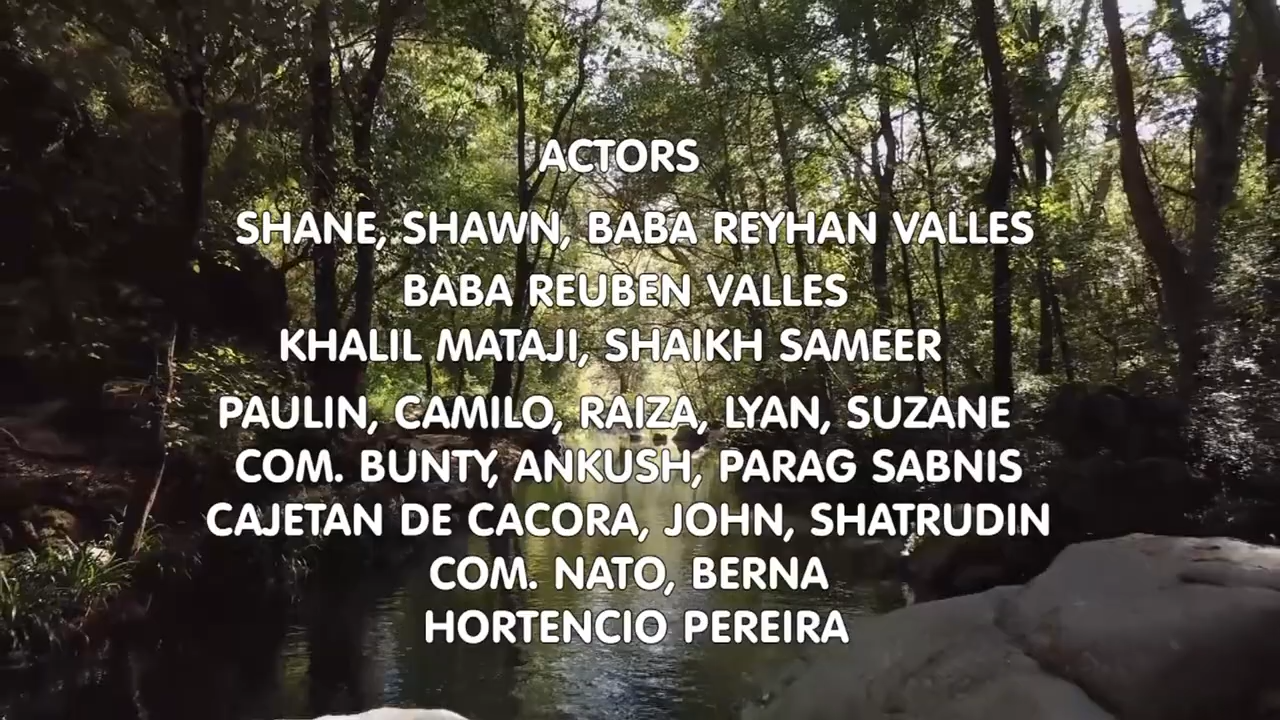 ACTORS
SHANE, SHAWN, BABA REYHAN VALLES
BABA REUBEN VALLES
KHALIL MATAJI, SHAIKH SAMEER
PAULIN, CAMILO, RAIZA, LYAN, SUZANE
COM. BUNTY, ANKUSH, PARAG SABNIS
CAJETAN DE CACORA, JOHN, SHATRUDIN
COM. NATO, BERNA
HORTENCIO PEREIRA